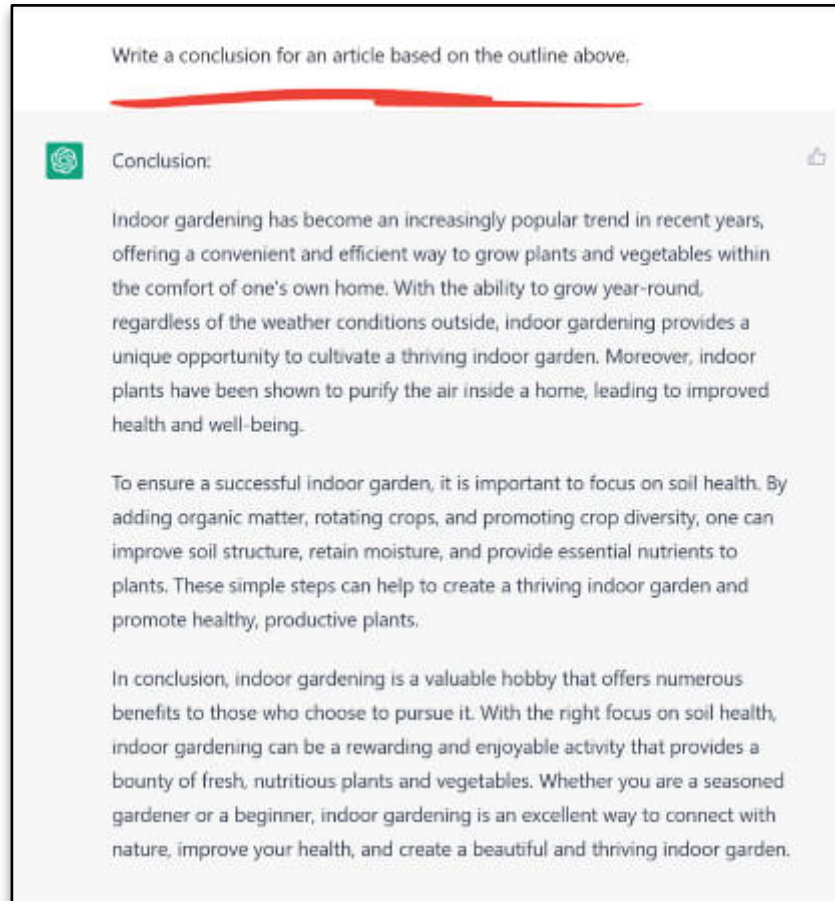 Write a conclusion for an article based on the outline above.
Conclusion:
Indoor gardening has become an increasingly popular trend in recent years,
offering a convenient and efficient way to grow plants and vegetables within
the comfort of one's own home. With the ability to grow year-round,
regardless of the weather conditions outside, indoor gardening provides a
unique opportunity to cultivate a thriving indoor garden. Moreover, indoor
plants have been shown to purify the air inside a home, leading to improved
health and well-being.
To ensure a successful indoor garden, it is important to focus on soil health. By
adding organic matter, rotating crops, and promoting crop diversity, one can
improve soil structure, retain moisture, and provide essential nutrients to
plants. These simple steps can help to create a thriving indoor garden and
promote healthy, productive plants.
In conclusion, indoor gardening is a valuable hobby that offers numerous
benefits to those who choose to pursue it. With the right focus on soil health,
indoor gardening can be a rewarding and enjoyable activity that provides a
bounty of fresh, nutritious plants and vegetables. Whether you are a seasoned
gardener or a beginner, indoor gardening is an excellent way to connect with
nature, improve your health, and create a beautiful and thriving indoor garden.